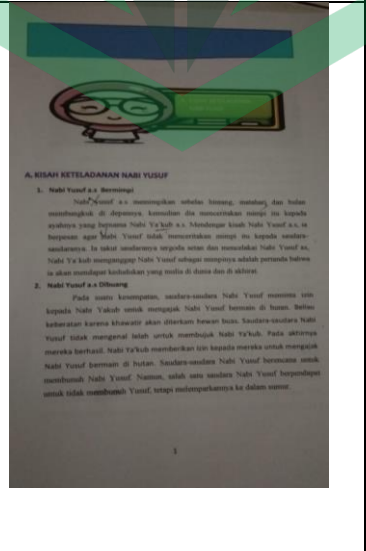 A. KISAH KETELADANAN NABI YUSUF
1. Nabi Yusuf a.s Bermimpi
Nabi Yusuf a.s memimpikan sebelas bintang, matahari, dan bulan
membungkuk di depannya, kemudian dia menceritakan mimpi itu kepada
ayahnya yang bernama Nabi Ya'kub a.s. Mendengar kisah Nabi Yusuf a.s, ia
berpesan agar Nabi Yusuf tidak menceritakan mimpi itu kepada saudara-
saudaranya. Ia takut saudaranya tergoda setan dan mencelakai Nabi Yusuf as,
Nabi Ya'kub menganggap Nabi Yusuf sebagai mimpinya adalah pertanda bahwa
ia akan mendapat kedudukan yang mulia di dunia dan di akhirat
2. Nabi Yusuf a.s Dibuang
Pada suatu kesempatan, saudara-saudara Nabi Yusuf meminta izin
kepada Nabi Yakub untuk mengajak Nabi Yusuf bermain di hutan. Beliau
keberatan karena khawatir akan diterkam hewan buas. Saudara-saudara Nabi
Yusuf tidak mengenal lelah untuk membujuk Nabi Ya'kub. Pada akhirnya
mereka berhasil. Nabi Ya'kub memberikan izin kepada mereka untuk mengajak
Nabi Yusuf bermain di hutan. Saudara-saudara Nabi Yusuf berencana untuk
membunuh Nabi Yusuf. Namun, salah satu saudara Nabi Yusuf berpendapat
untuk tidak membunuh Yusuf, tetapi melemparkannya ke dalam sumur.